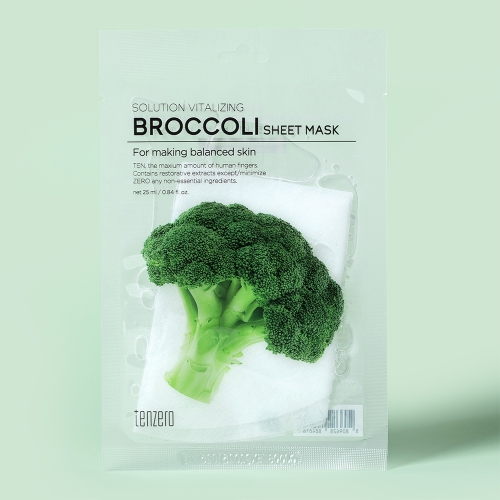 SOLUTION VITALIZING
BROCCOLI SHEET MASK
For making balanced skin
TEN, the maxium amount of human fingers.
Contains restorative extracts except/minimize
ZERO any non-essential ingredients.
net 25 ml / 0.84 fl. oz.
tenzero